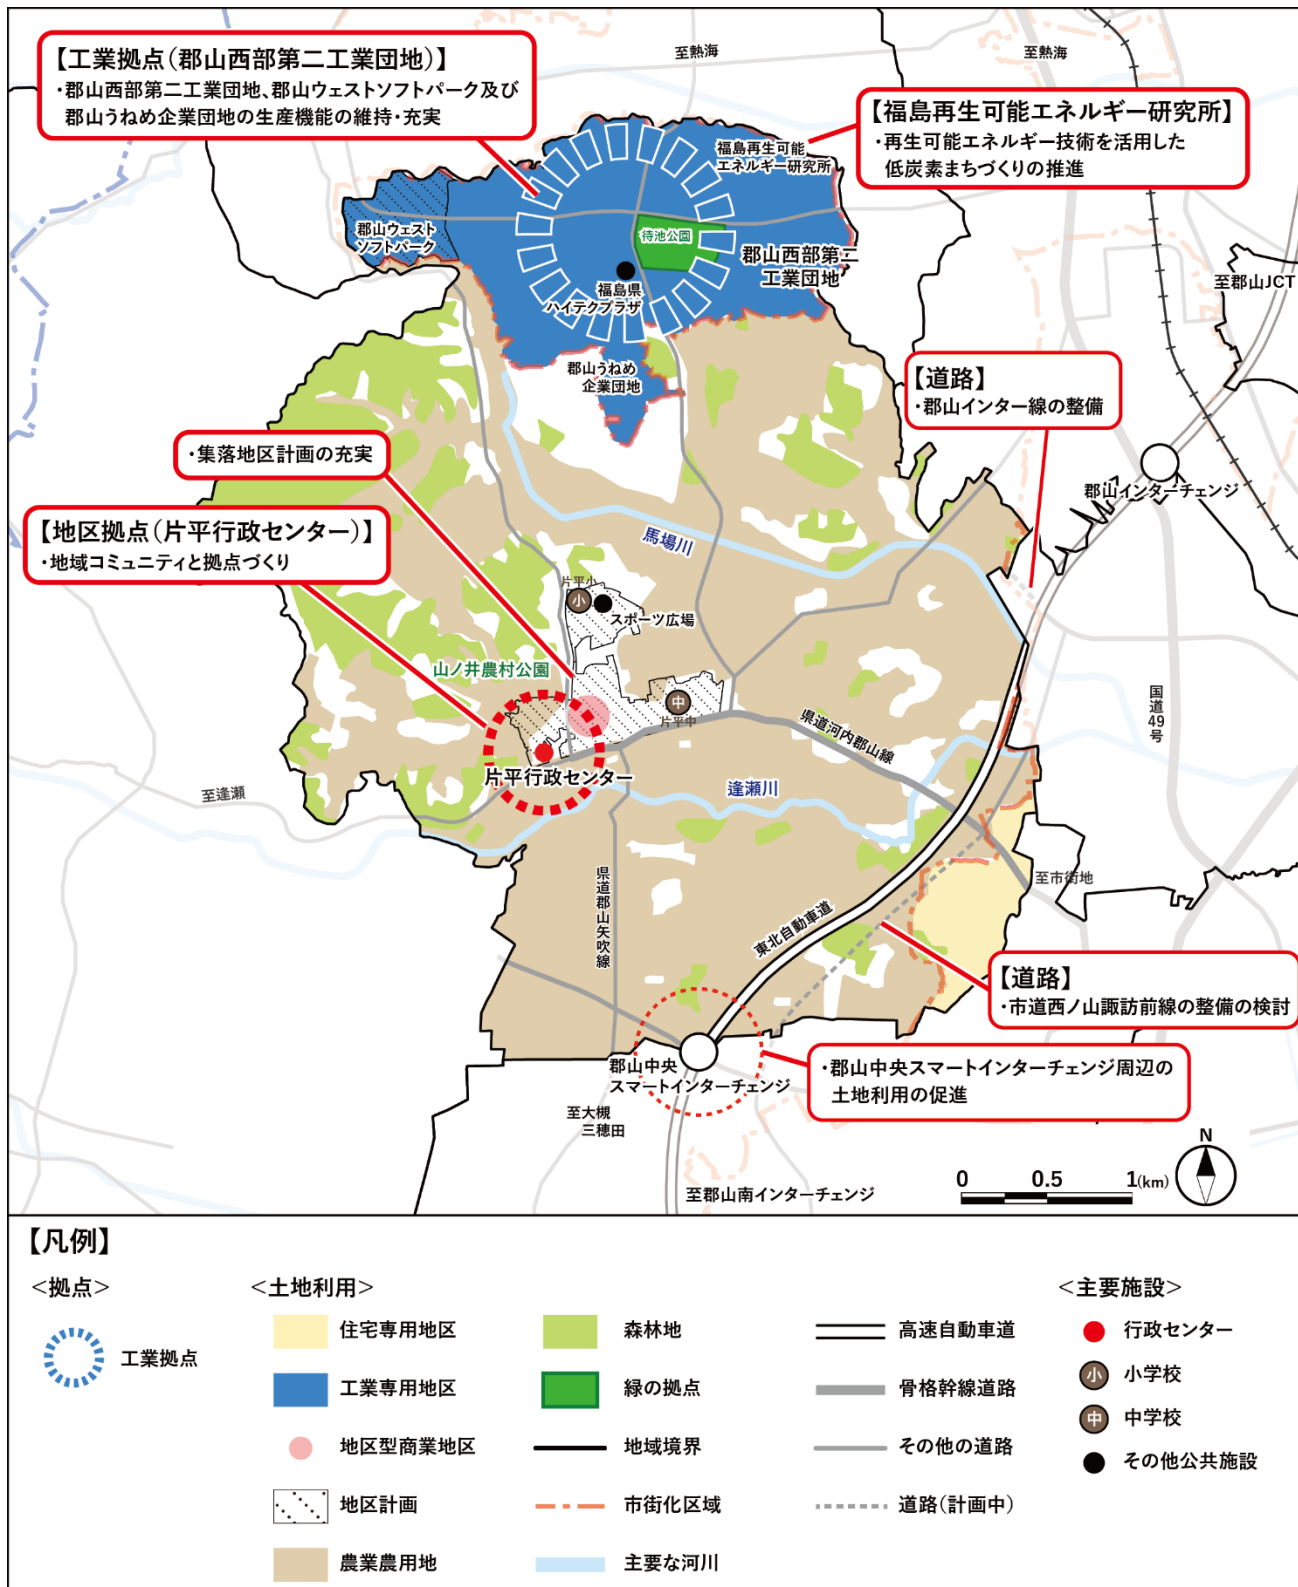 【工業拠点（郡山西部第二工業団地）】
・郡山西部第二工業団地、郡山ウェストソフトパーク及び
郡山うねめ企業団地の生産機能の維持・充実
至熱海
至熱海
【福島再生可能エネルギー研究所】
・再生可能エネルギー技術を活用した
低炭素まちづくりの推進
福島再生可能
エネルギー研究所
郡山ウェスト
ソフトパーク
待池公園
郡山西部第二
工業団地
福島県
ハイテクプラザ
至郡山JCT
郡山うねめ
企業団地
【道路】
・郡山インター線の整備
・集落地区計画の充実
郡山インターチェンジ
【地区拠点（片平行政センター）】
・地域コミュニティと拠点づくり
馬場川
片平小
小
スポーツ広場
山ノ井農村公園
中
片平中
国道49号
県道河内郡山線
片平行政センター
逢瀬川
至逢瀬
県道郡山矢吹線
至市街地
東北自動車道
【道路】
・市道西ノ山諏訪前線の整備の検討
郡山中央
スマートインターチェンジ
・郡山中央スマートインターチェンジ周辺の
土地利用の促進
至大槻
三穂田
至郡山南インターチェンジ
N
0 0.5 1(km)
【凡例】
<拠点>
工業拠点
<土地利用>
住宅専用地区
工業専用地区
地区型商業地区
地区計画
農業農用地
森林地
緑の拠点
地域境界
市街化区域
主要な河川
高速自動車道
骨格幹線道路
その他の道路
道路（計画中）
<主要施設>
行政センター
小 小学校
中 中学校
その他公共施設